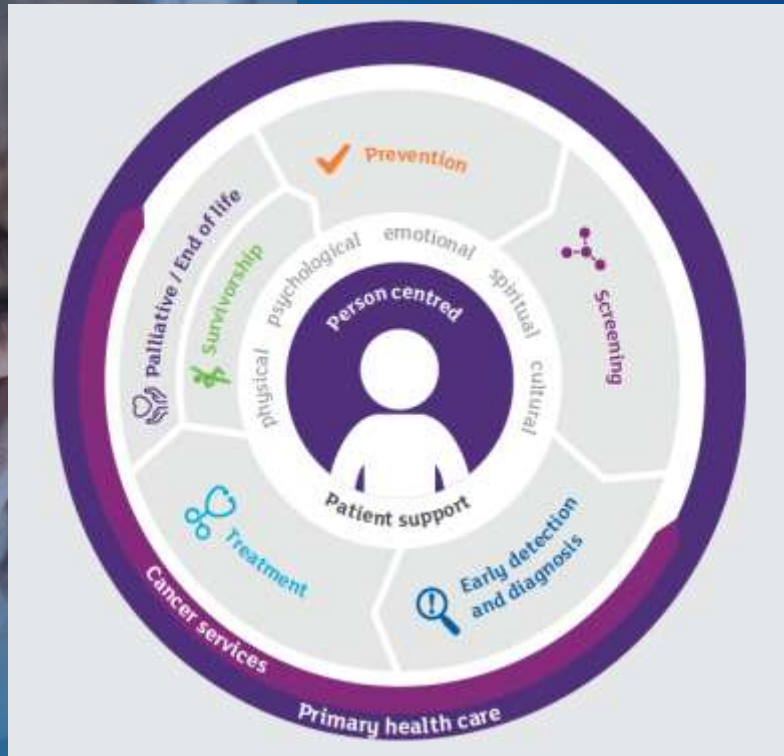 Prevention
Screening
Early detection
and diagnosis
Treatment
Survivorship
Palliative / End of life
physical psychological emotional spiritual cultural
Person centred
Patient support
Cancer services
Primary health care